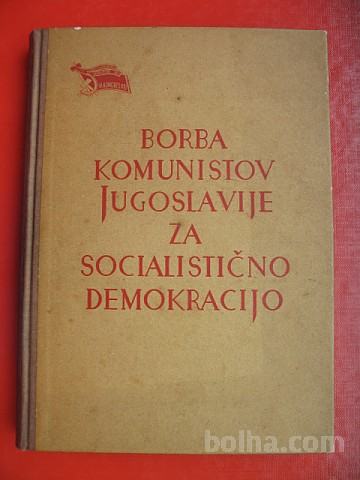 BORBA
KOMUNISTOV
JUGOSLAVIJE
ZA
SOCIALISTIČNO
DEMOKRACIJO
bolha.com